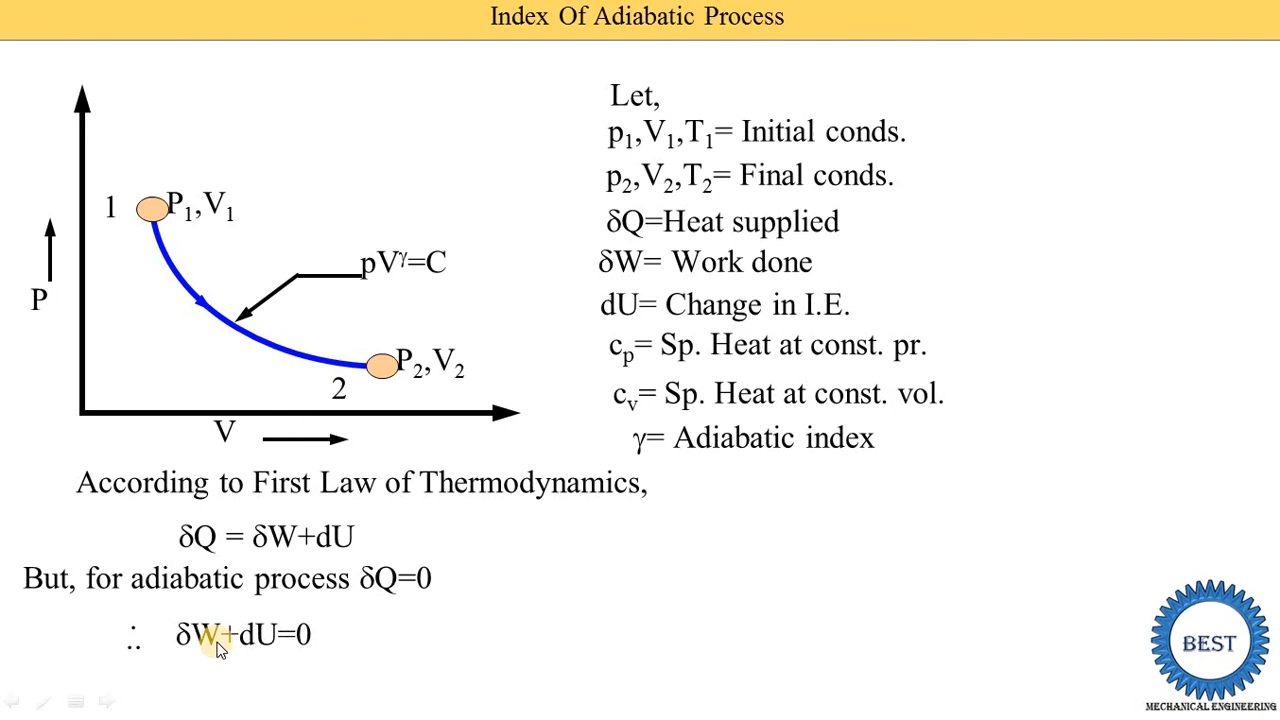 Index Of Adiabatic Process
1
P₁,V₁
pVᵞ=C
P
P₂,V₂
2
V
Let,
p₁,V₁,T₁= Initial conds.
p₂,V₂,T₂= Final conds.
δQ=Heat supplied
δW= Work done
dU= Change in I.E.
cₚ= Sp. Heat at const. pr.
cᵥ= Sp. Heat at const. vol.
γ= Adiabatic index
According to First Law of Thermodynamics,
δQ = δW+dU
But, for adiabatic process δQ=0
∴ δW+dU=0
BEST
MECHANICAL ENGINEERING